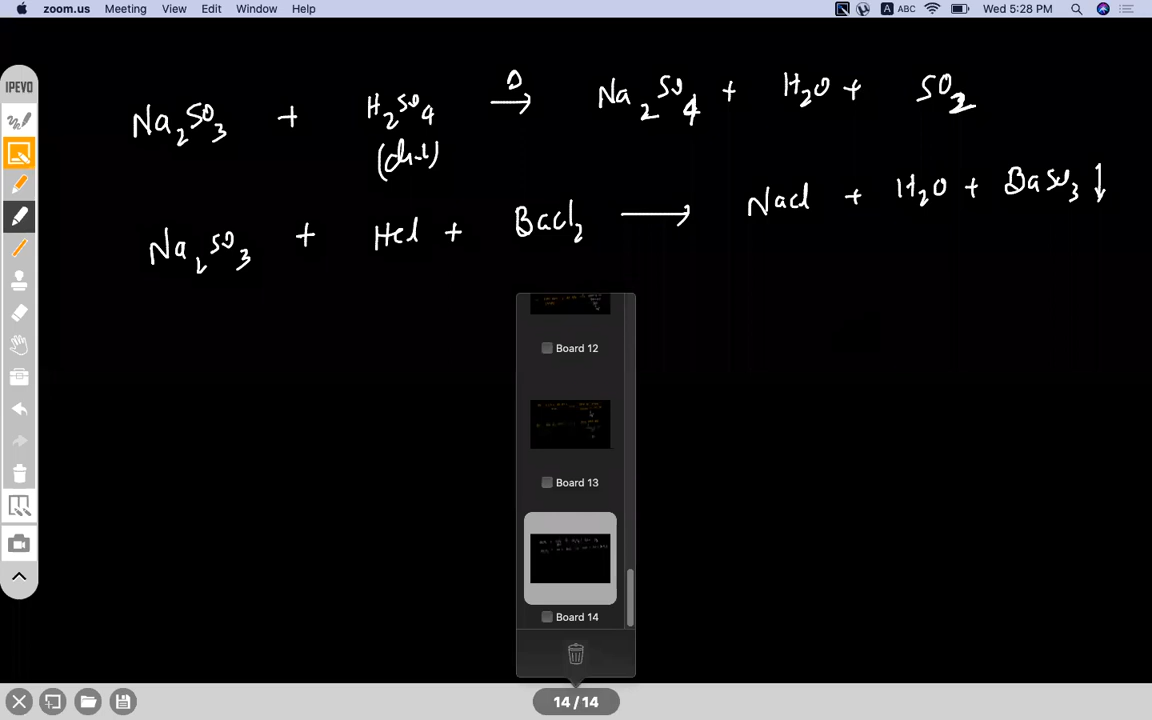 zoom.us Meeting View Edit Window Help A ABC Wed 5:28 PM
IPEVO
Na2SO3 + H2SO4 Δ→ Na2SO4 + H2O + SO2
(dil)
Na2SO3 + HCl + BaCl2 → NaCl + H2O + BaSO3 ↓
Board 12
Board 13
Board 14
14 / 14